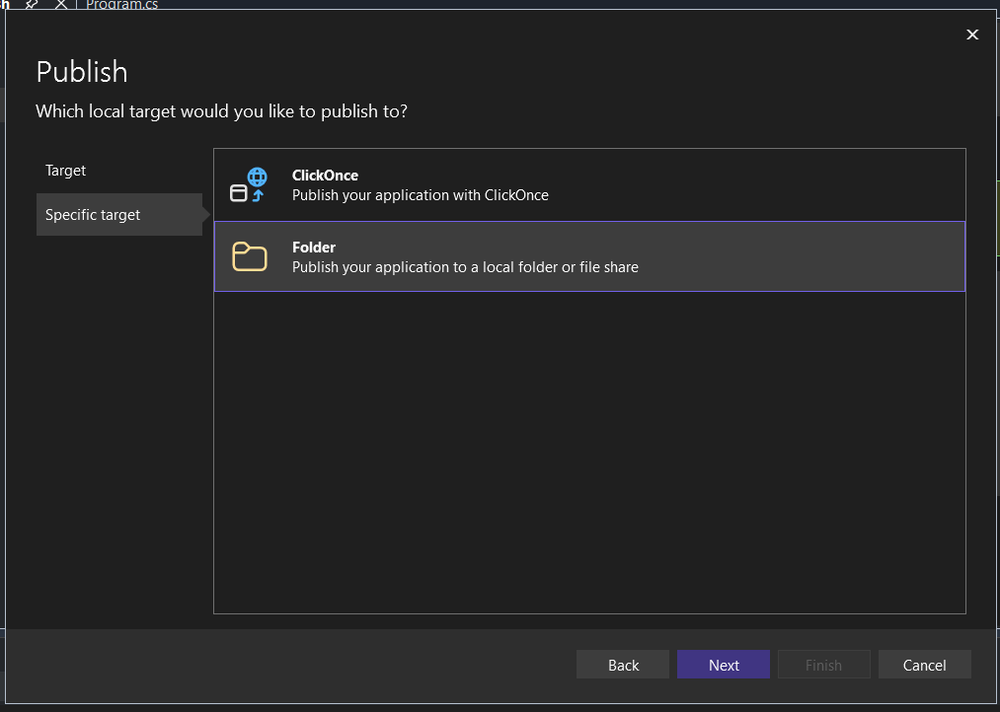 Program.cs
Publish
Which local target would you like to publish to?
Target
Specific target
ClickOnce
Publish your application with ClickOnce
Folder
Publish your application to a local folder or file share
Back
Next
Finish
Cancel